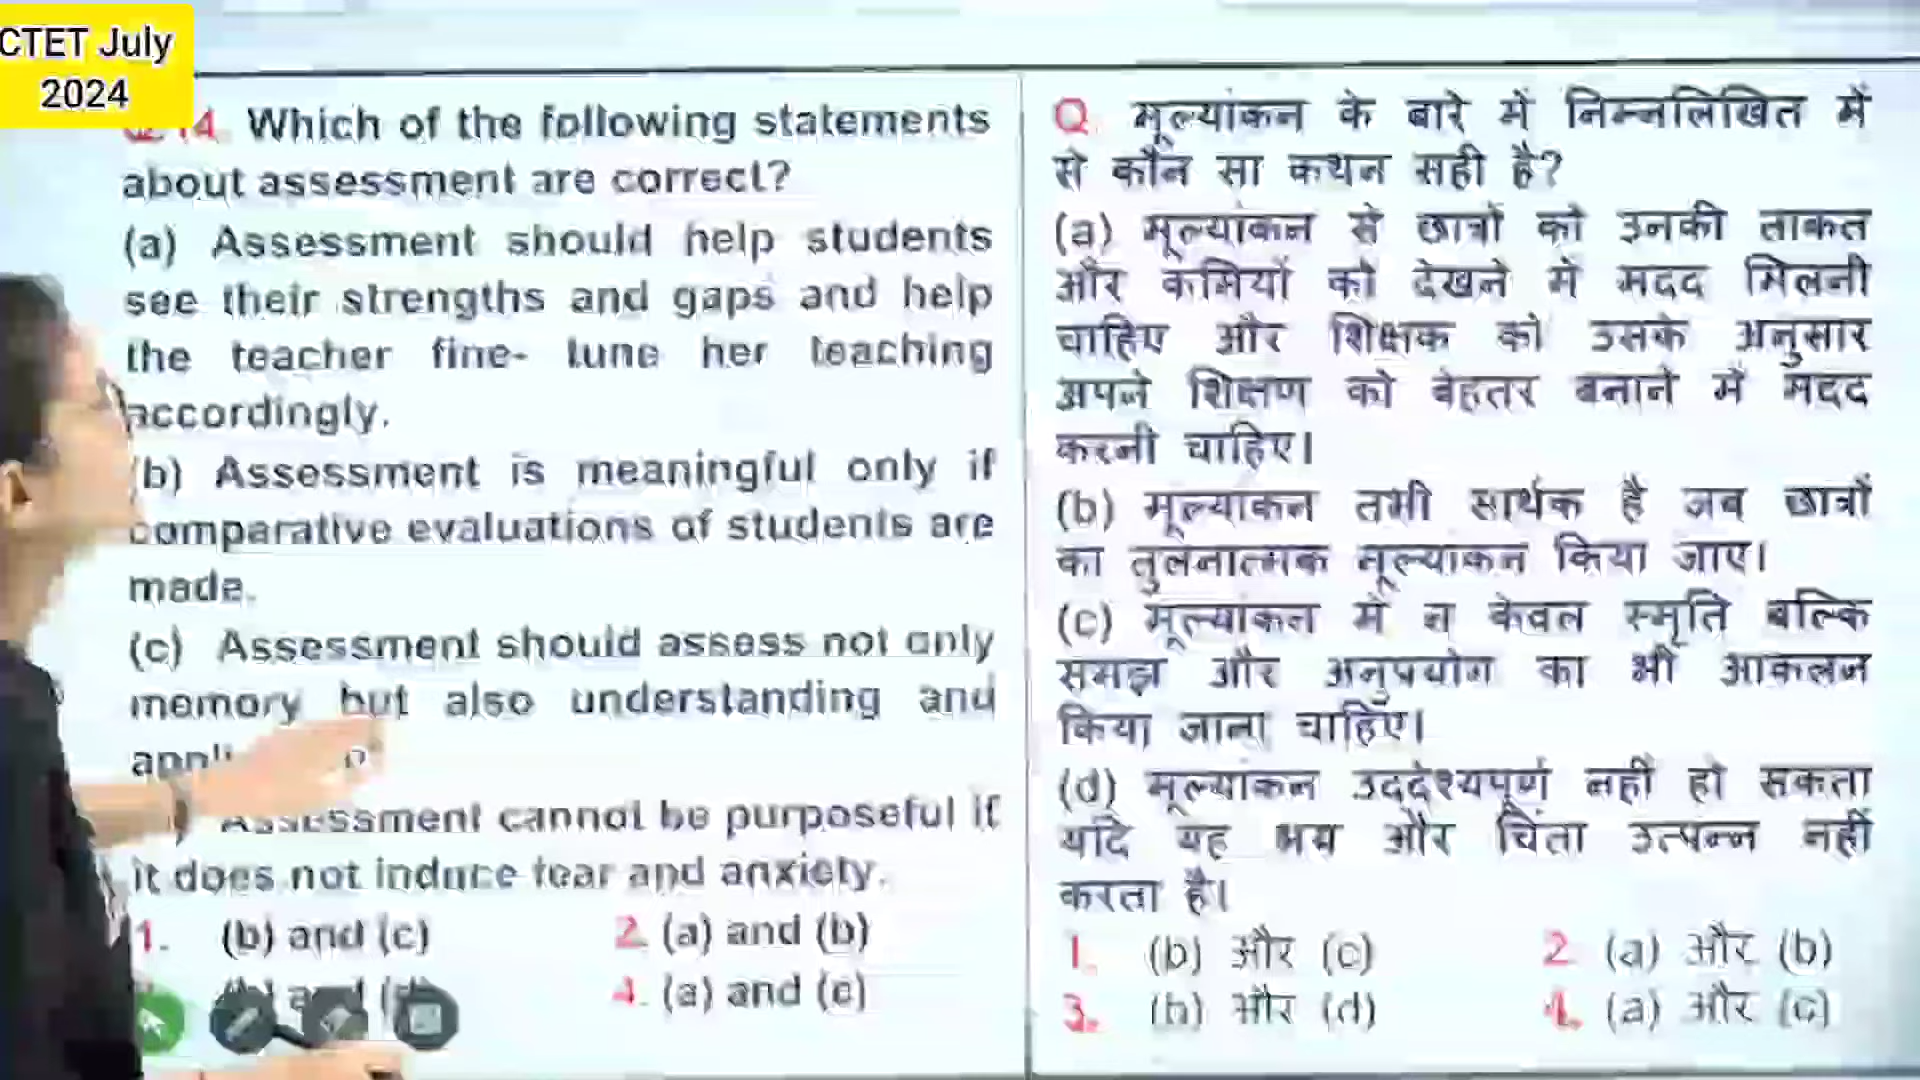 CTET July
2024
14. Which of the following statements
about assessment are correct?
(a) Assessment should help students
see their strengths and gaps and help
the teacher fine- tune her teaching
accordingly.
(b) Assessment is meaningful only if
comparative evaluations of students are
made.
(c) Assessment should assess not only
memory but also understanding and
Assessment cannot be purposeful if
it does not induce fear and anxiety.
1. (b) and (c) 2. (a) and (b)
4. (a) and (c)
Q. मूल्यांकन के बारे में निम्नलिखित में
से कौन सा कथन सही है?
(a) मूल्यांकन से छात्रों को उनकी ताकत
और कमियों को देखने में मदद मिलनी
चाहिए और शिक्षक को उसके अनुसार
अपने शिक्षण को बेहतर बनाने में मदद
करनी चाहिए।
(b) मूल्यांकन तभी सार्थक है जब छात्रों
का तुलनात्मक मूल्यांकन किया जाए।
(c) मूल्यांकन में न केवल स्मृति बल्कि
समझ और अनुप्रयोग का भी आकलन
किया जाना चाहिए।
(d) मूल्यांकन उद्देश्यपूर्ण नहीं हो सकता
यदि यह भय और चिंता उत्पन्न नहीं
करता है।
1. (b) और (c) 2. (a) और (b)
3. (b) और (d) 4. (a) और (c)